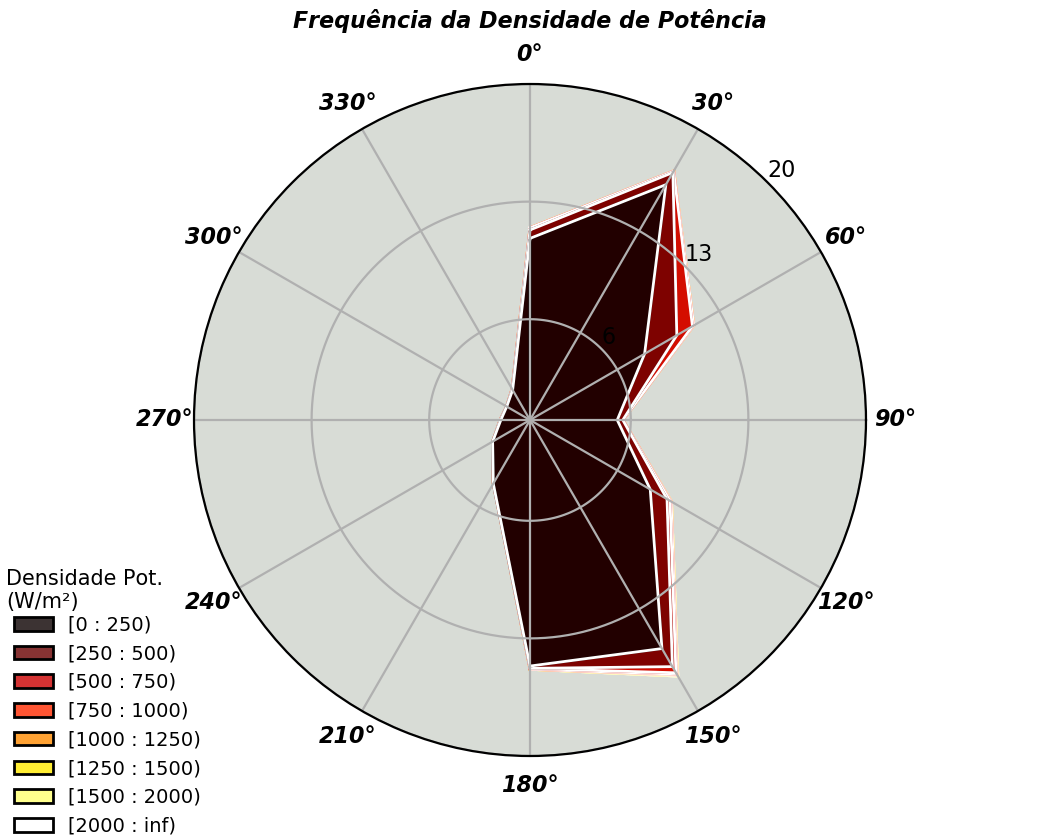 Frequência da Densidade de Potência
0°
330°
30°
20
300°
60°
13
6
270°
90°
240°
120°
210°
150°
180°
Densidade Pot.
(W/m²)
[0 : 250)
[250 : 500)
[500 : 750)
[750 : 1000)
[1000 : 1250)
[1250 : 1500)
[1500 : 2000)
[2000 : inf)